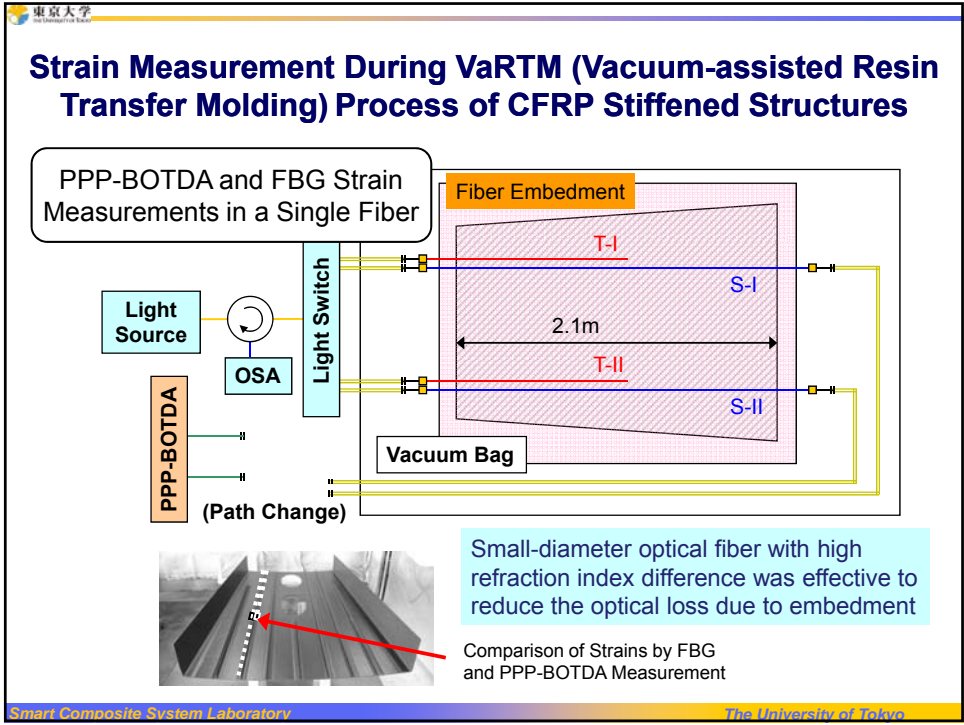 東京大学
The University of Tokyo
Strain Measurement During VaRTM (Vacuum-assisted Resin
Transfer Molding) Process of CFRP Stiffened Structures
PPP-BOTDA and FBG Strain
Measurements in a Single Fiber
Fiber Embedment
T-I
S-I
Light Switch
Light
Source
2.1m
OSA
T-II
S-II
PPP-BOTDA
Vacuum Bag
(Path Change)
Small-diameter optical fiber with high
refraction index difference was effective to
reduce the optical loss due to embedment
Comparison of Strains by FBG
and PPP-BOTDA Measurement
Smart Composite System Laboratory
The University of Tokyo